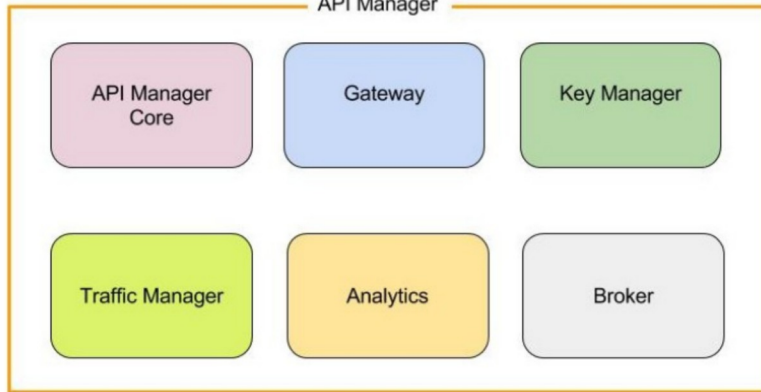 API Manager
API Manager
Core
Gateway
Key Manager
Traffic Manager
Analytics
Broker